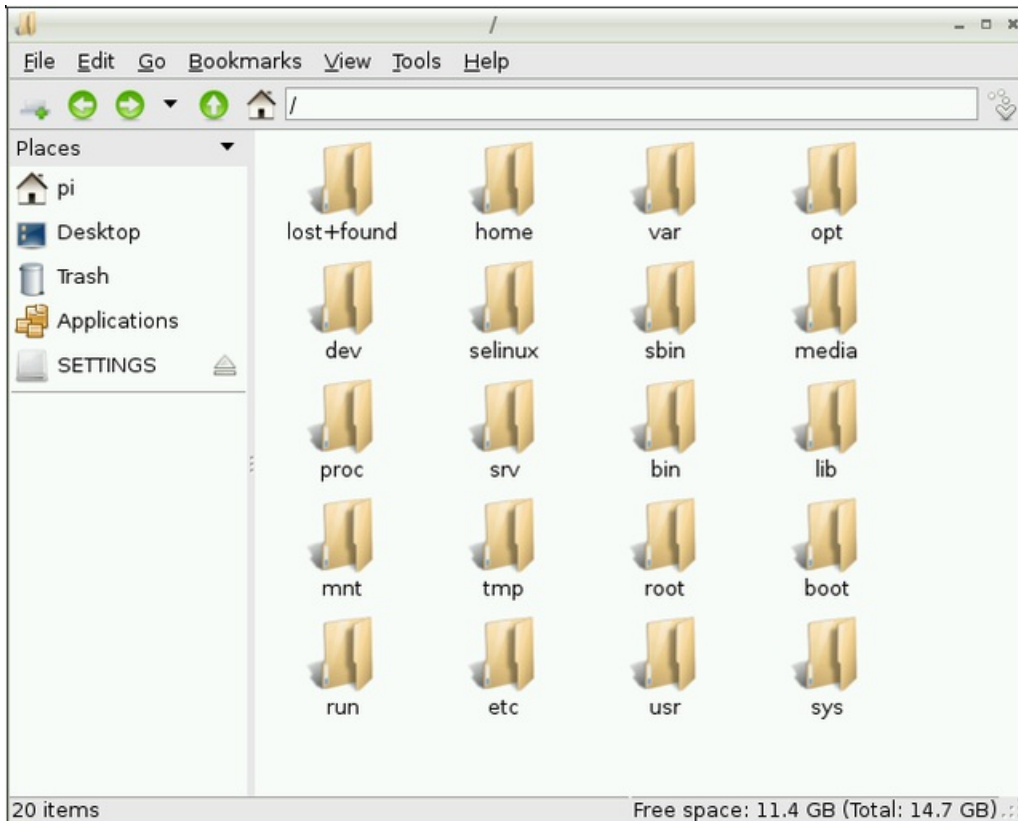 /
File Edit Go Bookmarks View Tools Help
/
Places
pi
Desktop
Trash
Applications
SETTINGS
lost+found home var opt
dev selinux sbin media
proc srv bin lib
mnt tmp root boot
run etc usr sys
20 items Free space: 11.4 GB (Total: 14.7 GB)